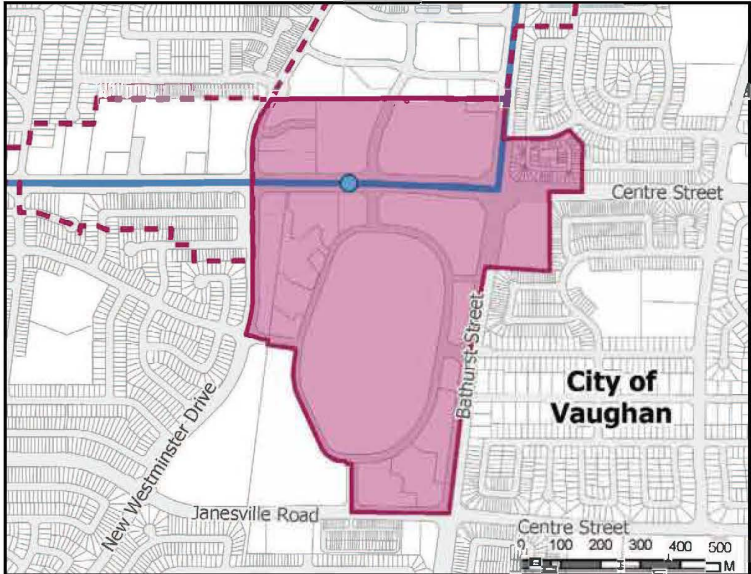 Centre Street
Bathurst Street
City of
Vaughan
New Westminster Drive
Janesville Road
Centre Street
0 100 200 300 400 500
M